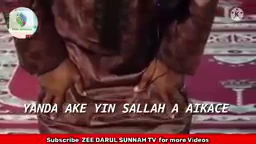 YANDA AKE YIN SALLAH A AIKACE
Subscribe ZEE DARUL SUNNAH TV for more Videos